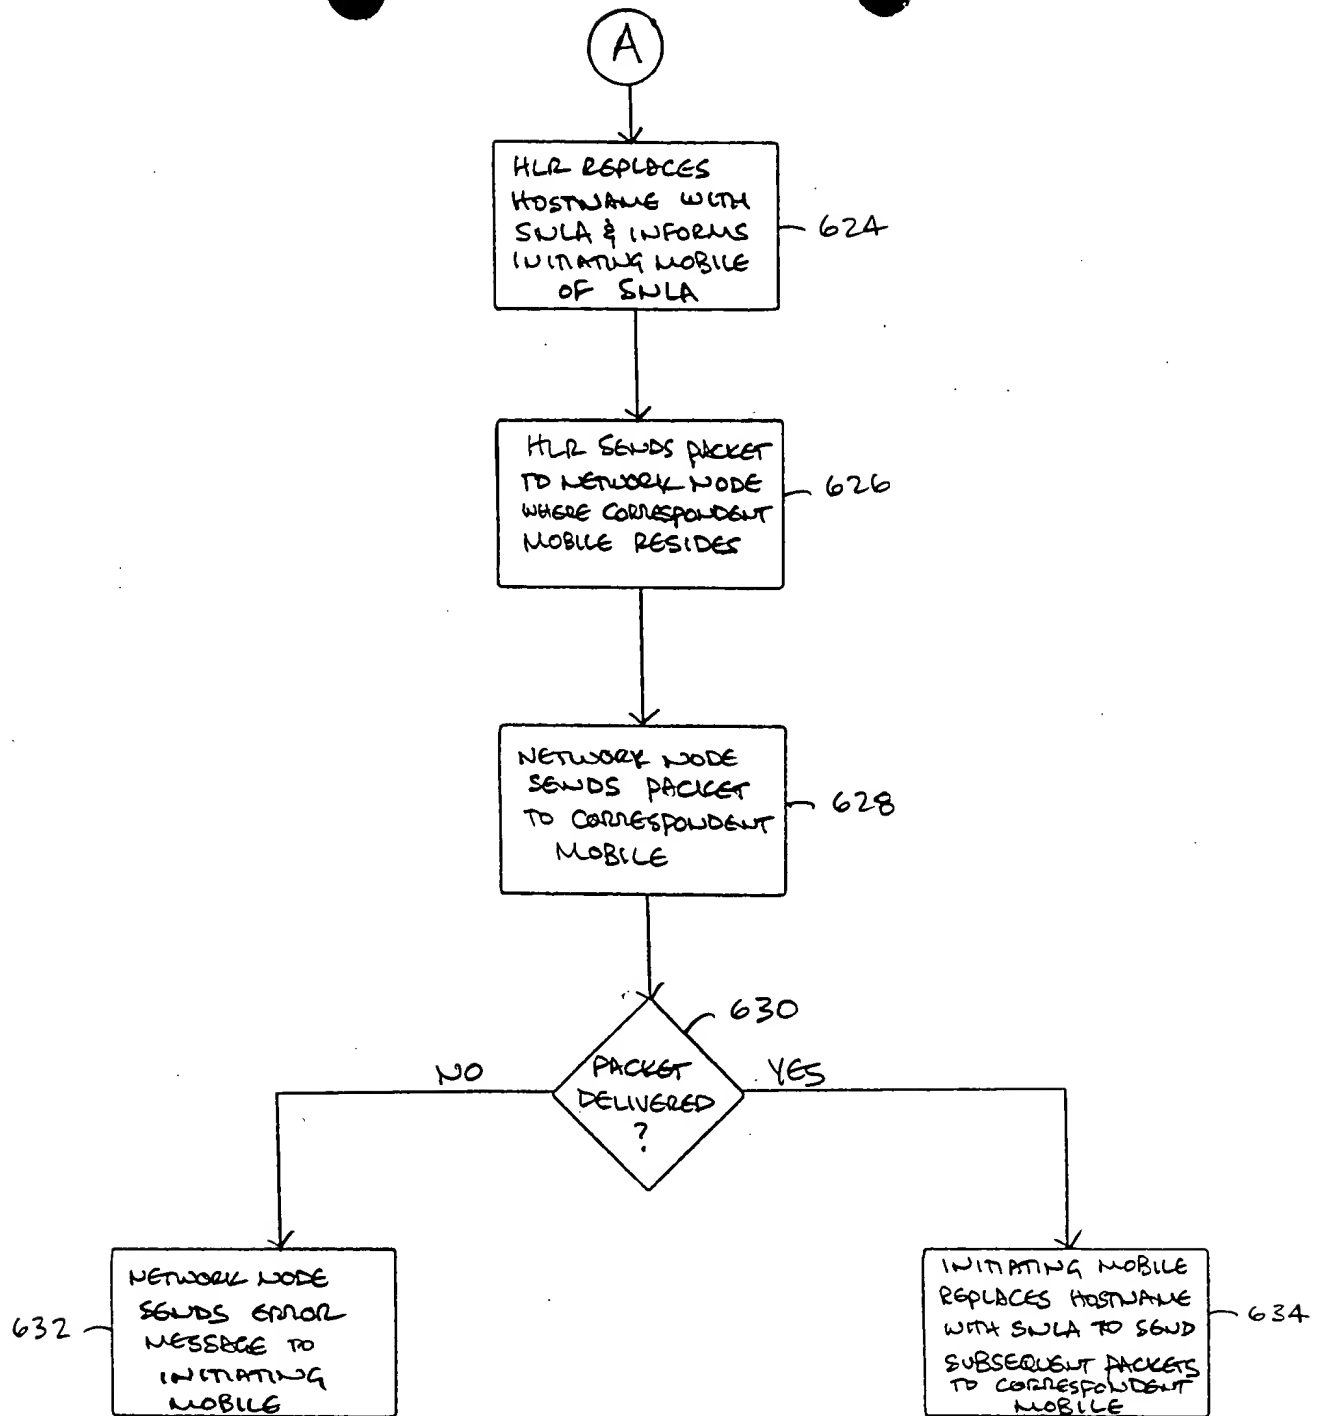 A
HLR REPLACES
HOSTNAME WITH
SNLA & INFORMS
INITIATING MOBILE
OF SNLA
624
HLR SENDS PACKET
TO NETWORK NODE
WHERE CORRESPONDENT
MOBILE RESIDES
626
NETWORK NODE
SENDS PACKET
TO CORRESPONDENT
MOBILE
628
630
PACKET
DELIVERED
?
NO
YES
NETWORK NODE
SENDS ERROR
MESSAGE TO
INITIATING
MOBILE
632
INITIATING MOBILE
REPLACES HOSTNAME
WITH SNLA TO SEND
SUBSEQUENT PACKETS
TO CORRESPONDENT
MOBILE
634